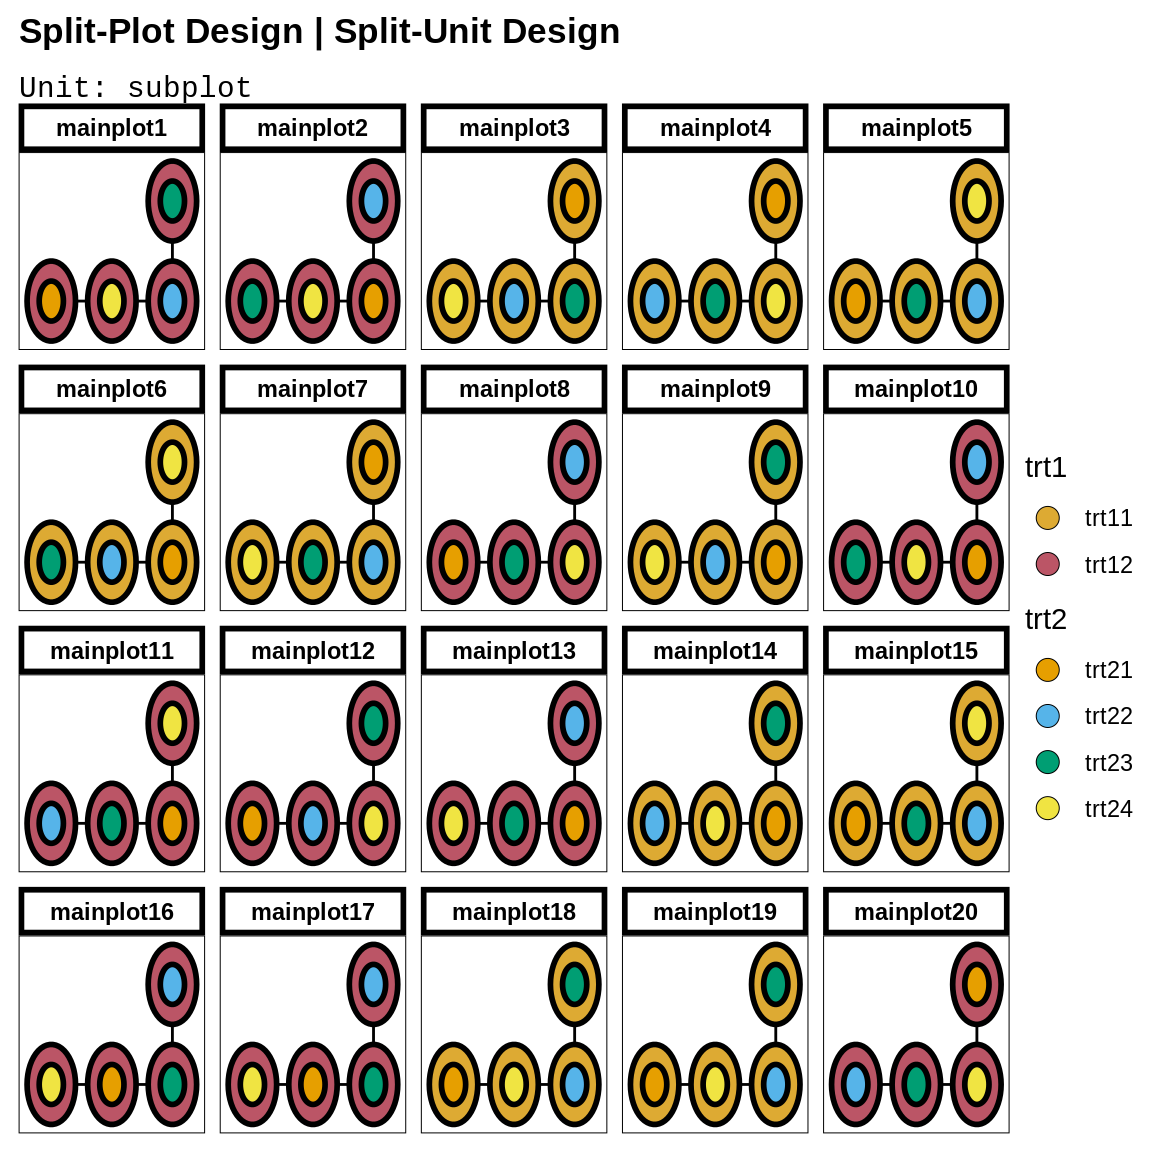 Split-Plot Design | Split-Unit Design
Unit: subplot
mainplot1 mainplot2 mainplot3 mainplot4 mainplot5
mainplot6 mainplot7 mainplot8 mainplot9 mainplot10
mainplot11 mainplot12 mainplot13 mainplot14 mainplot15
mainplot16 mainplot17 mainplot18 mainplot19 mainplot20
trt1
trt11
trt12
trt2
trt21
trt22
trt23
trt24